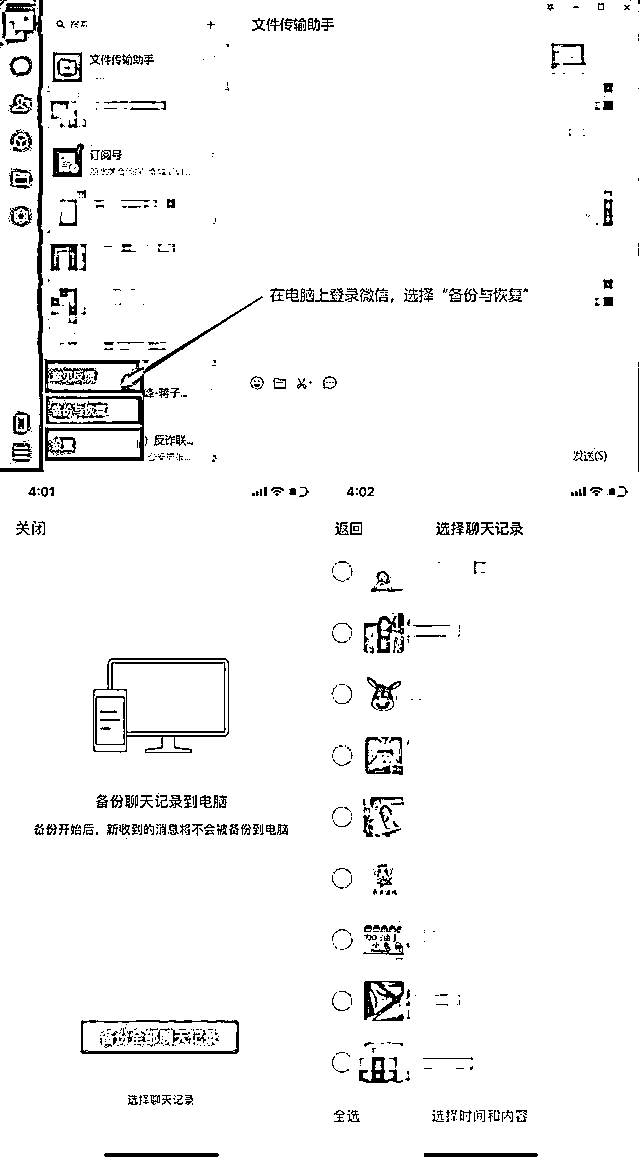 搜索
文件传输助手
文件传输助手
订阅号
在电脑上登录微信，选择“备份与恢复”
意见反馈
备份与恢复
反诈联...
发送(S)
4:01
关闭
备份聊天记录到电脑
备份开始后，新收到的消息将不会被备份到电脑
备份全部聊天记录
选择聊天记录
4:02
返回
选择聊天记录
全选
选择时间和内容